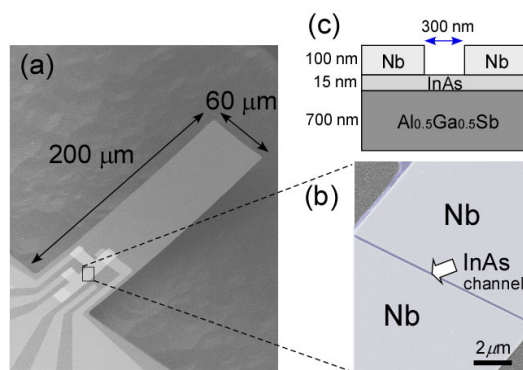 (a)
60 μm
200 μm
(c)
300 nm
100 nm
Nb
Nb
15 nm
InAs
700 nm
Al0.5Ga0.5Sb
(b)
Nb
InAs
channel
Nb
2μm